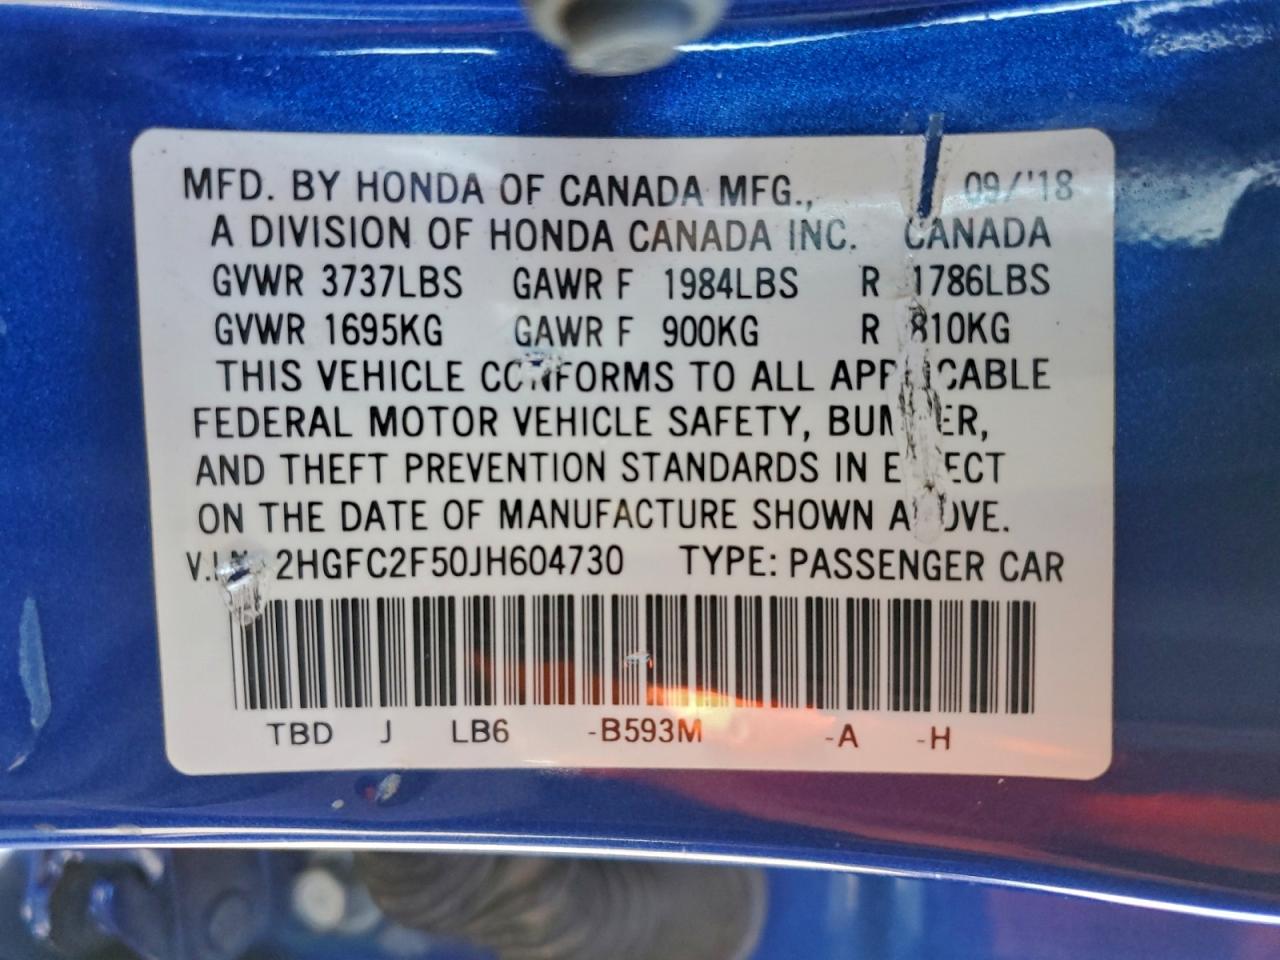 MFD. BY HONDA OF CANADA MFG., 09/'18
A DIVISION OF HONDA CANADA INC. CANADA
GVWR 3737LBS GAWR F 1984LBS R 1786LBS
GVWR 1695KG GAWR F 900KG R 810KG
THIS VEHICLE CONFORMS TO ALL APPLICABLE
FEDERAL MOTOR VEHICLE SAFETY, BUMPER,
AND THEFT PREVENTION STANDARDS IN EFFECT
ON THE DATE OF MANUFACTURE SHOWN ABOVE.
V.I.N. 2HGFC2F50JH604730 TYPE: PASSENGER CAR
TBD J LB6 -B593M -A -H